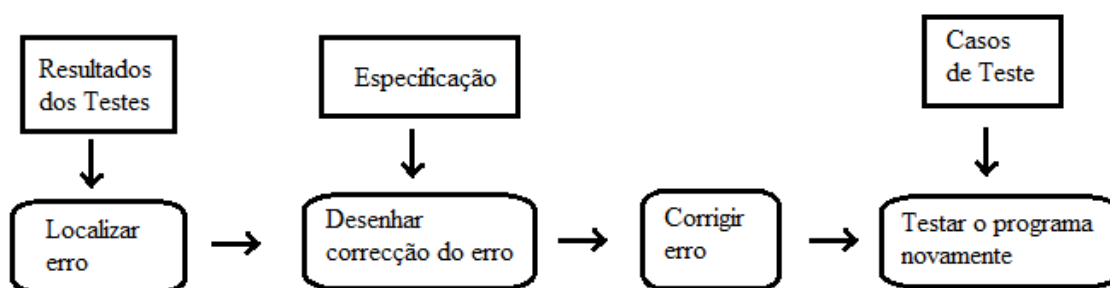 Resultados
dos Testes
Especificação
Casos
de Teste
Localizar
erro
Desenhar
correcção do erro
Corrigir
erro
Testar o programa
novamente